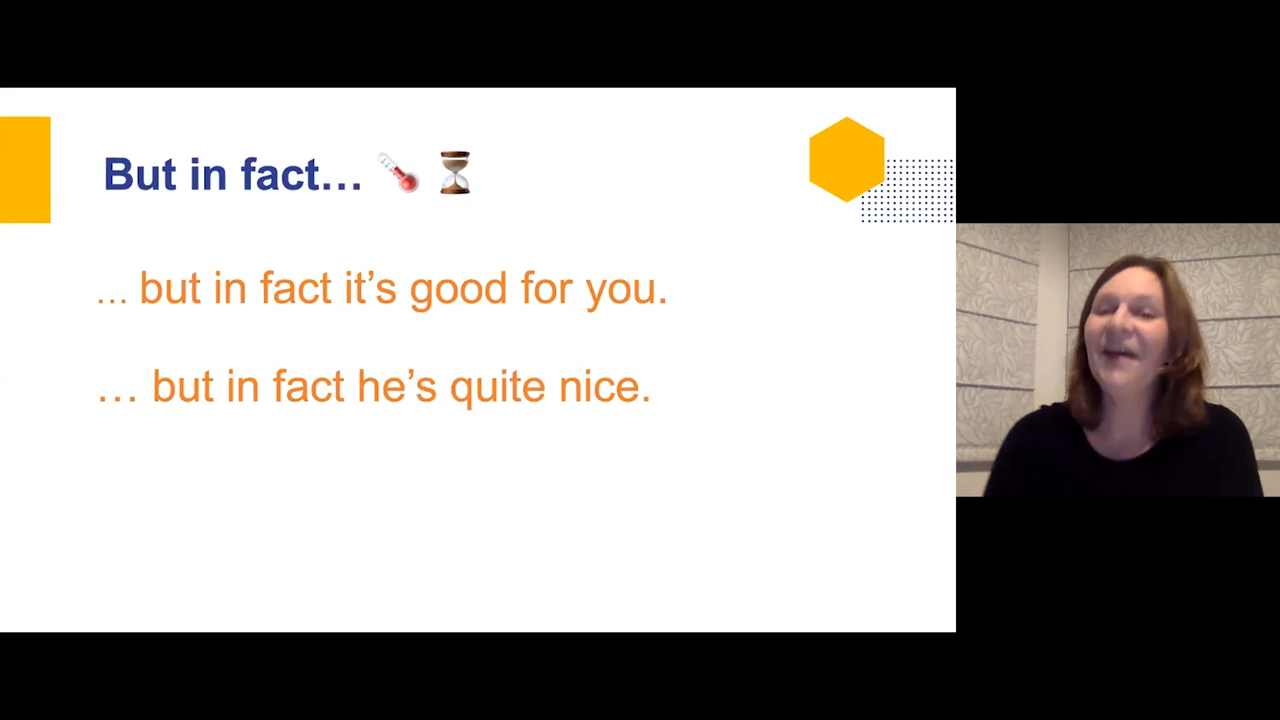 But in fact…
... but in fact it’s good for you.
… but in fact he’s quite nice.